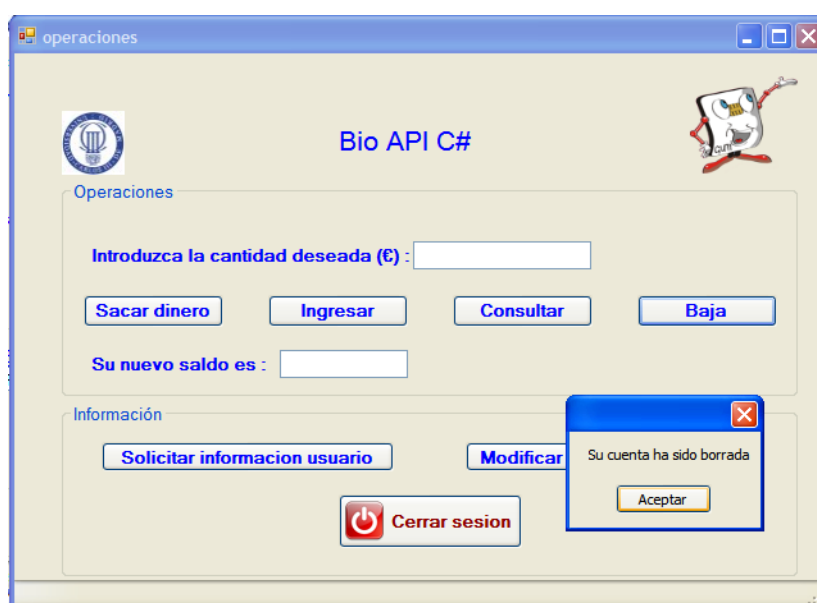 operaciones
Bio API C#
Operaciones
Introduzca la cantidad deseada (€) :
Sacar dinero Ingresar Consultar Baja
Su nuevo saldo es :
Información
Solicitar informacion usuario Modificar
Su cuenta ha sido borrada
Aceptar
Cerrar sesion